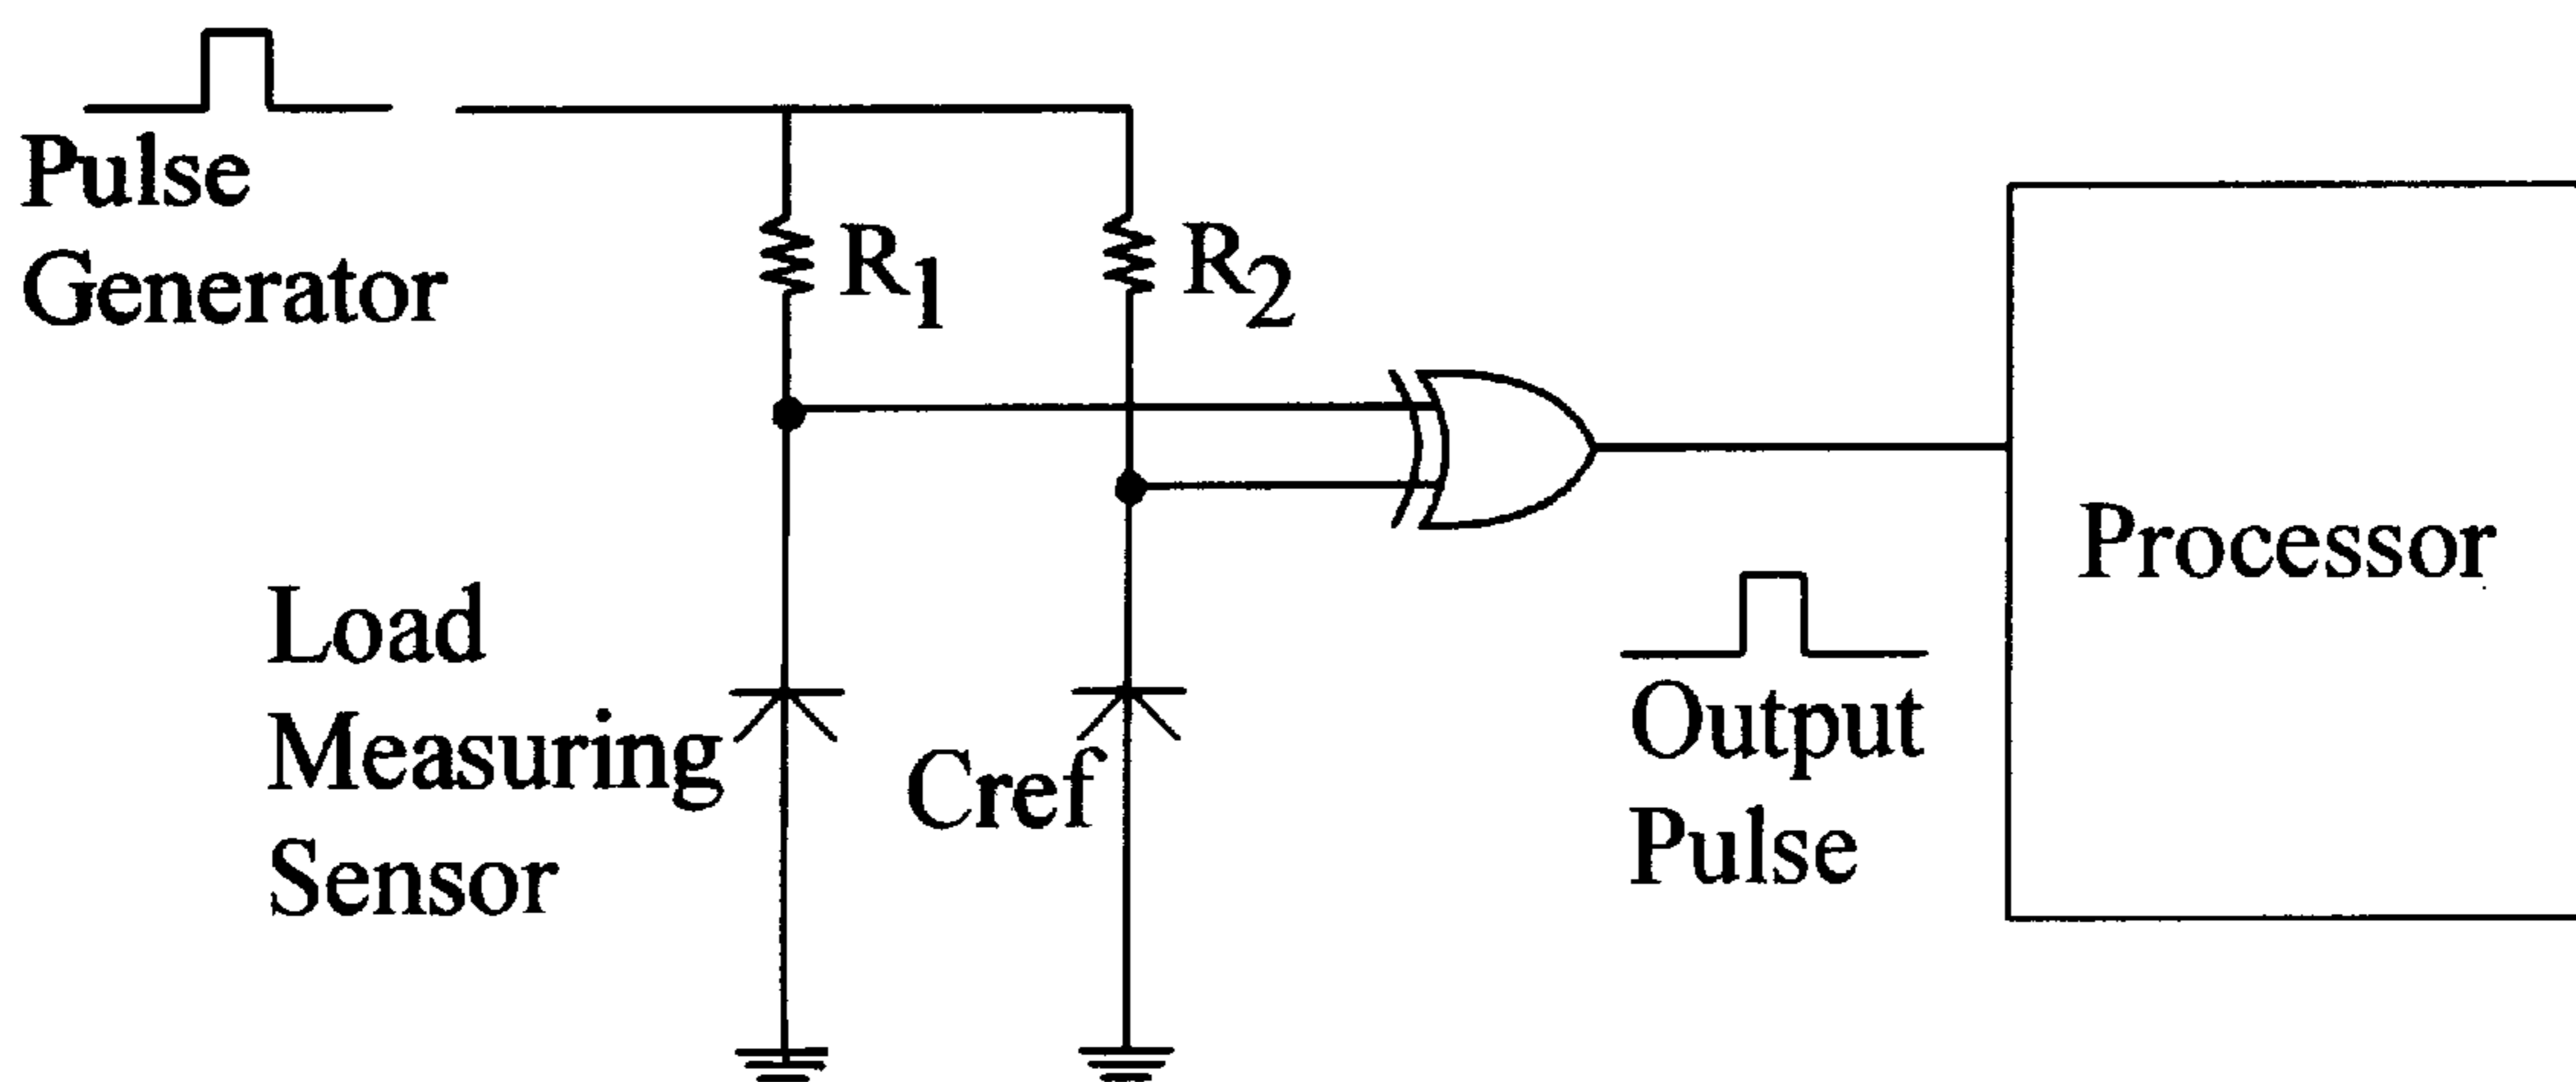 Pulse
Generator
R1
R2
Load
Measuring
Sensor
Cref
Output
Pulse
Processor